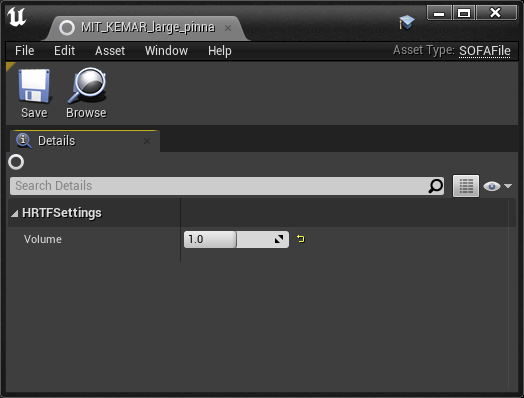 MIT_KEMAR_large_pinna
File Edit Asset Window Help Asset Type: SOFAFile
Save Browse
Details
Search Details
HRTFSettings
Volume 1.0